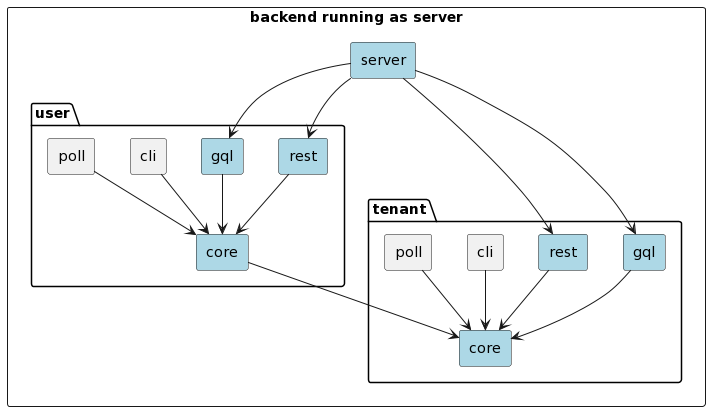 backend running as server
server
user
poll
cli
gql
rest
core
tenant
poll
cli
rest
gql
core